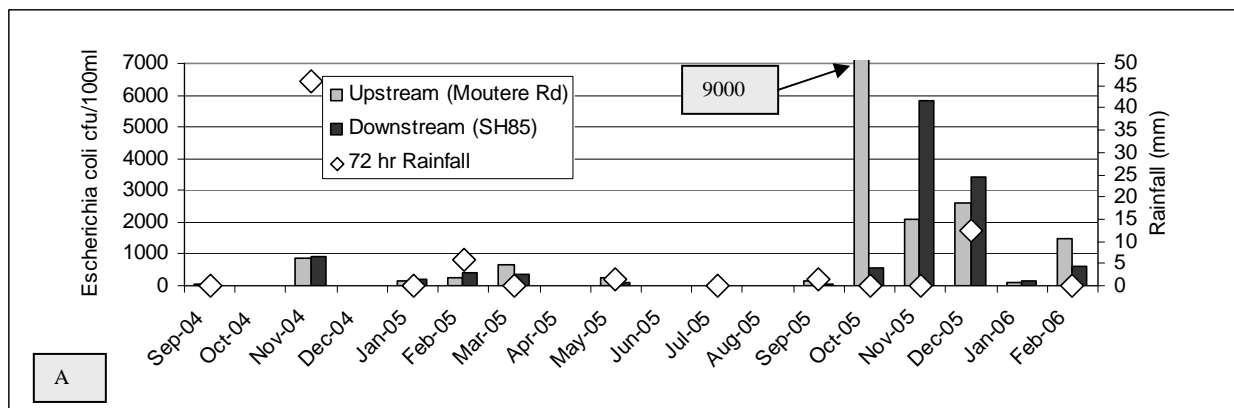 Escherichia coli cfu/100ml
7000
6000
5000
4000
3000
2000
1000
0
Upstream (Moutere Rd)
Downstream (SH85)
72 hr Rainfall
9000
50
45
40
35
30
25
20
15
10
5
0
Rainfall (mm)
Sep-04
Oct-04
Nov-04
Dec-04
Jan-05
Feb-05
Mar-05
Apr-05
May-05
Jun-05
Jul-05
Aug-05
Sep-05
Oct-05
Nov-05
Dec-05
Jan-06
Feb-06
A